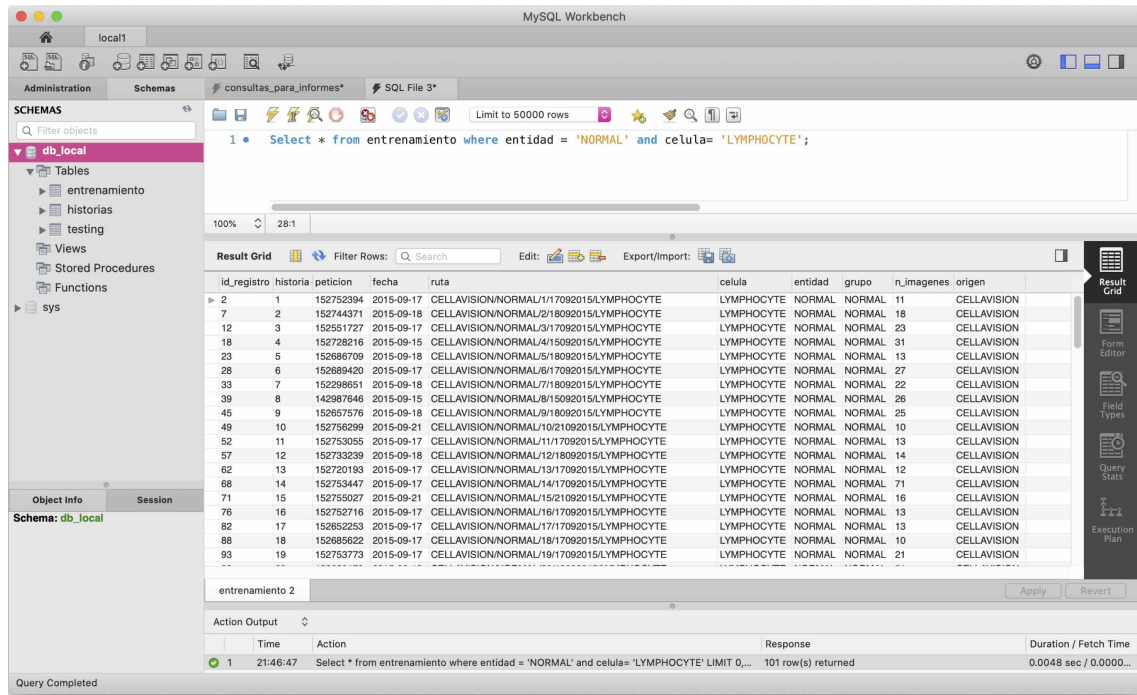 MySQL Workbench
local1
Administration Schemas consultas_para_informes* SQL File 3*
SCHEMAS
Filter objects
db_local
Tables
entrenamiento
historias
testing
Views
Stored Procedures
Functions
sys
Object Info Session
Schema: db_local
Limit to 50000 rows
1 Select * from entrenamiento where entidad = 'NORMAL' and celula= 'LYMPHOCYTE';
100% 28:1
Result Grid Filter Rows: Search Edit: Export/Import:
id_registro historia peticion fecha ruta celula entidad grupo n_imagenes origen
2 1 152752394 2015-09-17 CELLAVISION/NORMAL/1/17092015/LYMPHOCYTE LYMPHOCYTE NORMAL NORMAL 11 CELLAVISION
7 2 152744371 2015-09-18 CELLAVISION/NORMAL/2/18092015/LYMPHOCYTE LYMPHOCYTE NORMAL NORMAL 18 CELLAVISION
12 3 152551727 2015-09-17 CELLAVISION/NORMAL/3/17092015/LYMPHOCYTE LYMPHOCYTE NORMAL NORMAL 23 CELLAVISION
18 4 152728216 2015-09-15 CELLAVISION/NORMAL/4/15092015/LYMPHOCYTE LYMPHOCYTE NORMAL NORMAL 31 CELLAVISION
23 5 152686709 2015-09-18 CELLAVISION/NORMAL/5/18092015/LYMPHOCYTE LYMPHOCYTE NORMAL NORMAL 13 CELLAVISION
28 6 152689420 2015-09-17 CELLAVISION/NORMAL/6/17092015/LYMPHOCYTE LYMPHOCYTE NORMAL NORMAL 27 CELLAVISION
33 7 152298651 2015-09-18 CELLAVISION/NORMAL/7/18092015/LYMPHOCYTE LYMPHOCYTE NORMAL NORMAL 22 CELLAVISION
39 8 142987646 2015-09-15 CELLAVISION/NORMAL/8/15092015/LYMPHOCYTE LYMPHOCYTE NORMAL NORMAL 26 CELLAVISION
45 9 152657576 2015-09-18 CELLAVISION/NORMAL/9/18092015/LYMPHOCYTE LYMPHOCYTE NORMAL NORMAL 25 CELLAVISION
49 10 152756299 2015-09-21 CELLAVISION/NORMAL/10/21092015/LYMPHOCYTE LYMPHOCYTE NORMAL NORMAL 10 CELLAVISION
52 11 152753055 2015-09-17 CELLAVISION/NORMAL/11/17092015/LYMPHOCYTE LYMPHOCYTE NORMAL NORMAL 13 CELLAVISION
57 12 152733239 2015-09-18 CELLAVISION/NORMAL/12/18092015/LYMPHOCYTE LYMPHOCYTE NORMAL NORMAL 14 CELLAVISION
62 13 152720193 2015-09-17 CELLAVISION/NORMAL/13/17092015/LYMPHOCYTE LYMPHOCYTE NORMAL NORMAL 12 CELLAVISION
68 14 152753447 2015-09-17 CELLAVISION/NORMAL/14/17092015/LYMPHOCYTE LYMPHOCYTE NORMAL NORMAL 71 CELLAVISION
71 15 152755027 2015-09-21 CELLAVISION/NORMAL/15/21092015/LYMPHOCYTE LYMPHOCYTE NORMAL NORMAL 16 CELLAVISION
76 16 152752716 2015-09-17 CELLAVISION/NORMAL/16/17092015/LYMPHOCYTE LYMPHOCYTE NORMAL NORMAL 13 CELLAVISION
82 17 152652253 2015-09-17 CELLAVISION/NORMAL/17/17092015/LYMPHOCYTE LYMPHOCYTE NORMAL NORMAL 13 CELLAVISION
88 18 152685622 2015-09-17 CELLAVISION/NORMAL/18/17092015/LYMPHOCYTE LYMPHOCYTE NORMAL NORMAL 10 CELLAVISION
93 19 152753773 2015-09-17 CELLAVISION/NORMAL/19/17092015/LYMPHOCYTE LYMPHOCYTE NORMAL NORMAL 21 CELLAVISION
Result
Grid
Form
Editor
Field
Types
Query
Stats
Execution
Plan
entrenamiento 2 Apply Revert
Action Output
Time Action Response Duration / Fetch Time
1 21:46:47 Select * from entrenamiento where entidad = 'NORMAL' and celula= 'LYMPHOCYTE' LIMIT 0,... 101 row(s) returned 0.0048 sec / 0.0000...
Query Completed